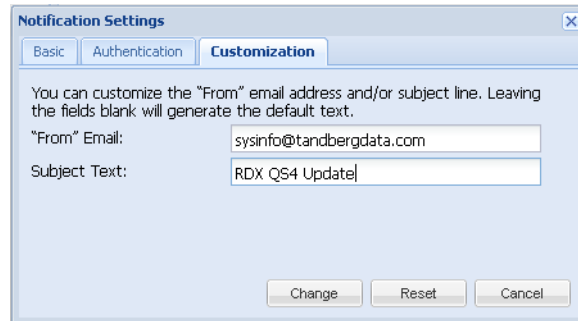 Notification Settings
Basic
Authentication
Customization
You can customize the "From" email address and/or subject line. Leaving
the fields blank will generate the default text.
"From" Email:
sysinfo@tandbergdata.com
Subject Text:
RDX QS4 Update
Change
Reset
Cancel